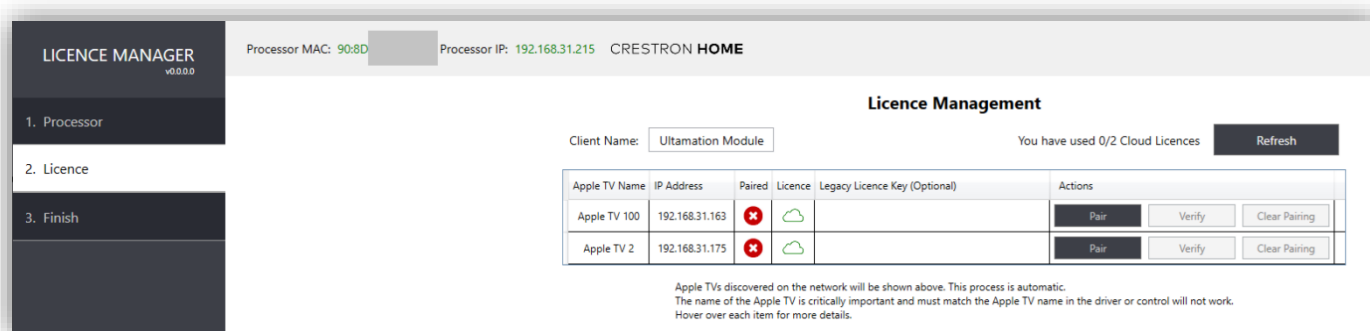 LICENCE MANAGER
v0.0.0.0
Processor MAC: 90:8D Processor IP: 192.168.31.215 CRESTRON HOME
1. Processor
2. Licence
3. Finish
Licence Management
Client Name: Ultamation Module You have used 0/2 Cloud Licences Refresh
Apple TV Name IP Address Paired Licence Legacy Licence Key (Optional) Actions
Apple TV 100 192.168.31.163 Pair Verify Clear Pairing
Apple TV 2 192.168.31.175 Pair Verify Clear Pairing
Apple TVs discovered on the network will be shown above. This process is automatic.
The name of the Apple TV is critically important and must match the Apple TV name in the driver or control will not work.
Hover over each item for more details.